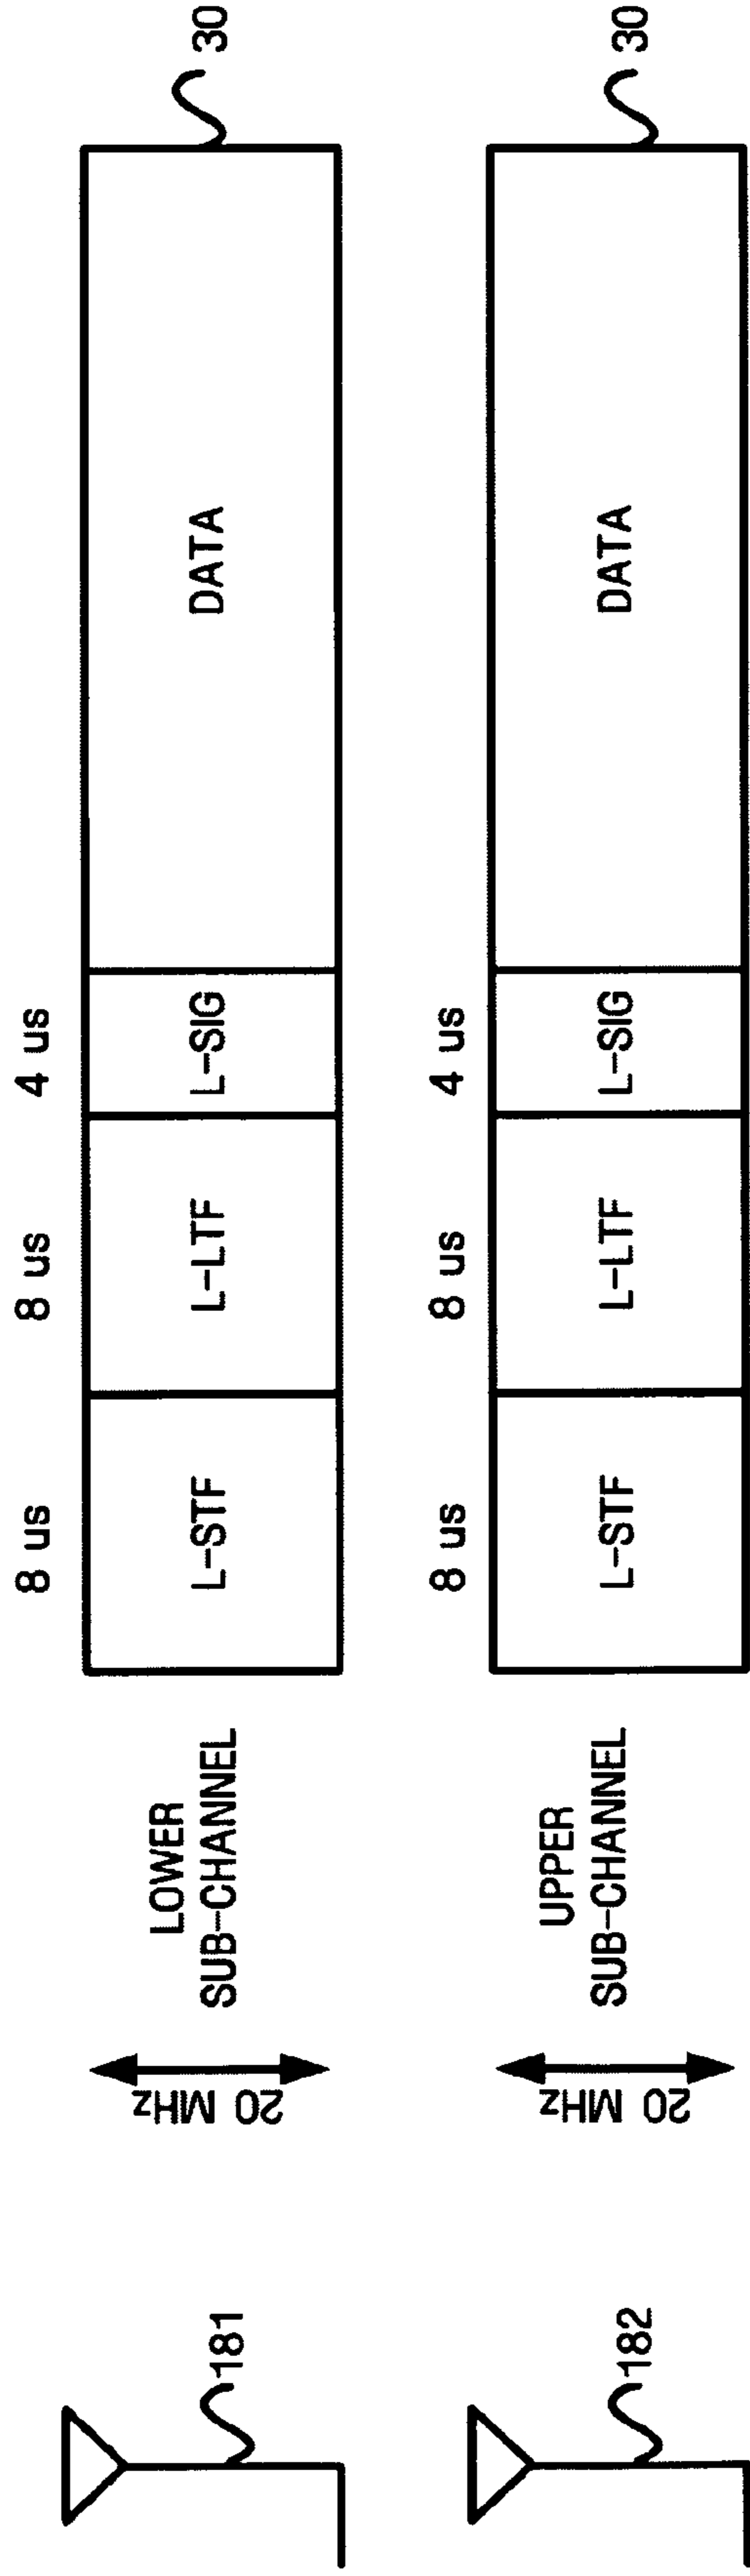 8 us
8 us
4 us
181
20 MHz
LOWER
SUB-CHANNEL
L-STF
L-LTF
L-SIG
DATA
30
8 us
8 us
4 us
182
20 MHz
UPPER
SUB-CHANNEL
L-STF
L-LTF
L-SIG
DATA
30